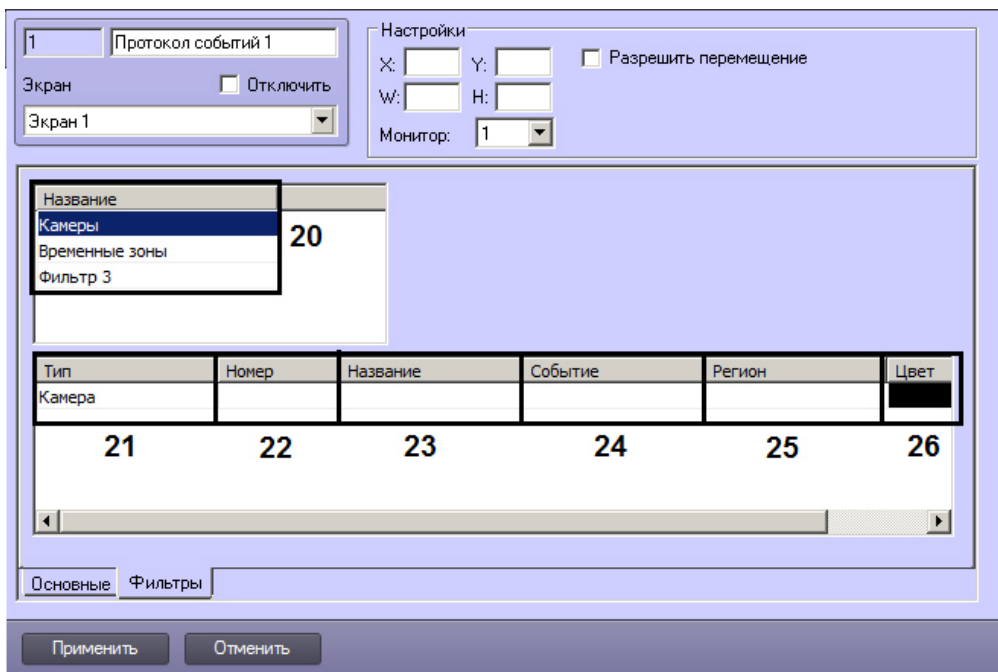 1 Протокол событий 1
Экран Отключить
Экран 1
Настройки
X: Y: Разрешить перемещение
W: H:
Монитор: 1
Название
Камеры
Временные зоны
Фильтр 3
20
Тип Номер Название Событие Регион Цвет
Камера
21 22 23 24 25 26
Основные Фильтры
Применить Отменить